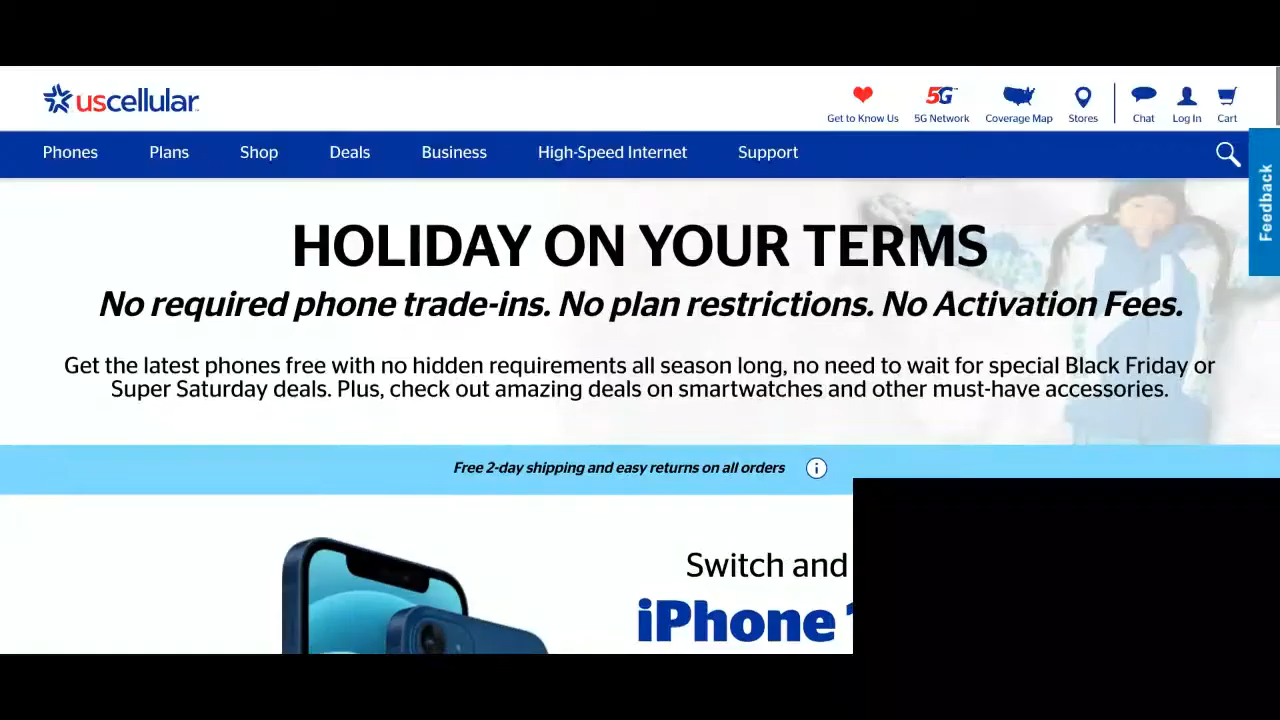 uscellular
Get to Know Us
5G Network
Coverage Map
Stores
Chat
Log In
Cart
Phones
Plans
Shop
Deals
Business
High-Speed Internet
Support
Feedback
HOLIDAY ON YOUR TERMS
No required phone trade-ins. No plan restrictions. No Activation Fees.
Get the latest phones free with no hidden requirements all season long, no need to wait for special Black Friday or
Super Saturday deals. Plus, check out amazing deals on smartwatches and other must-have accessories.
Free 2-day shipping and easy returns on all orders
Switch and
iPhone